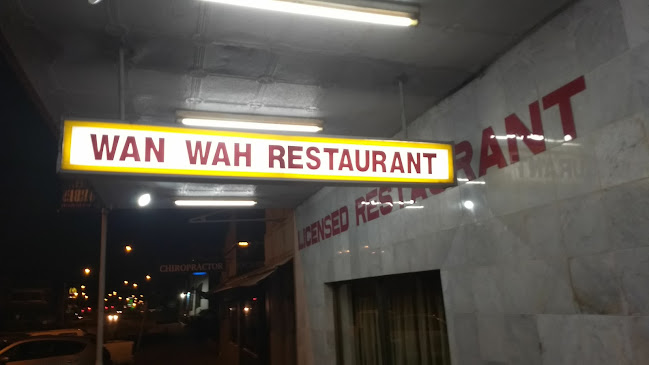 WAN WAH RESTAURANT
LICENSED RESTAURANT
CHIROPRACTOR